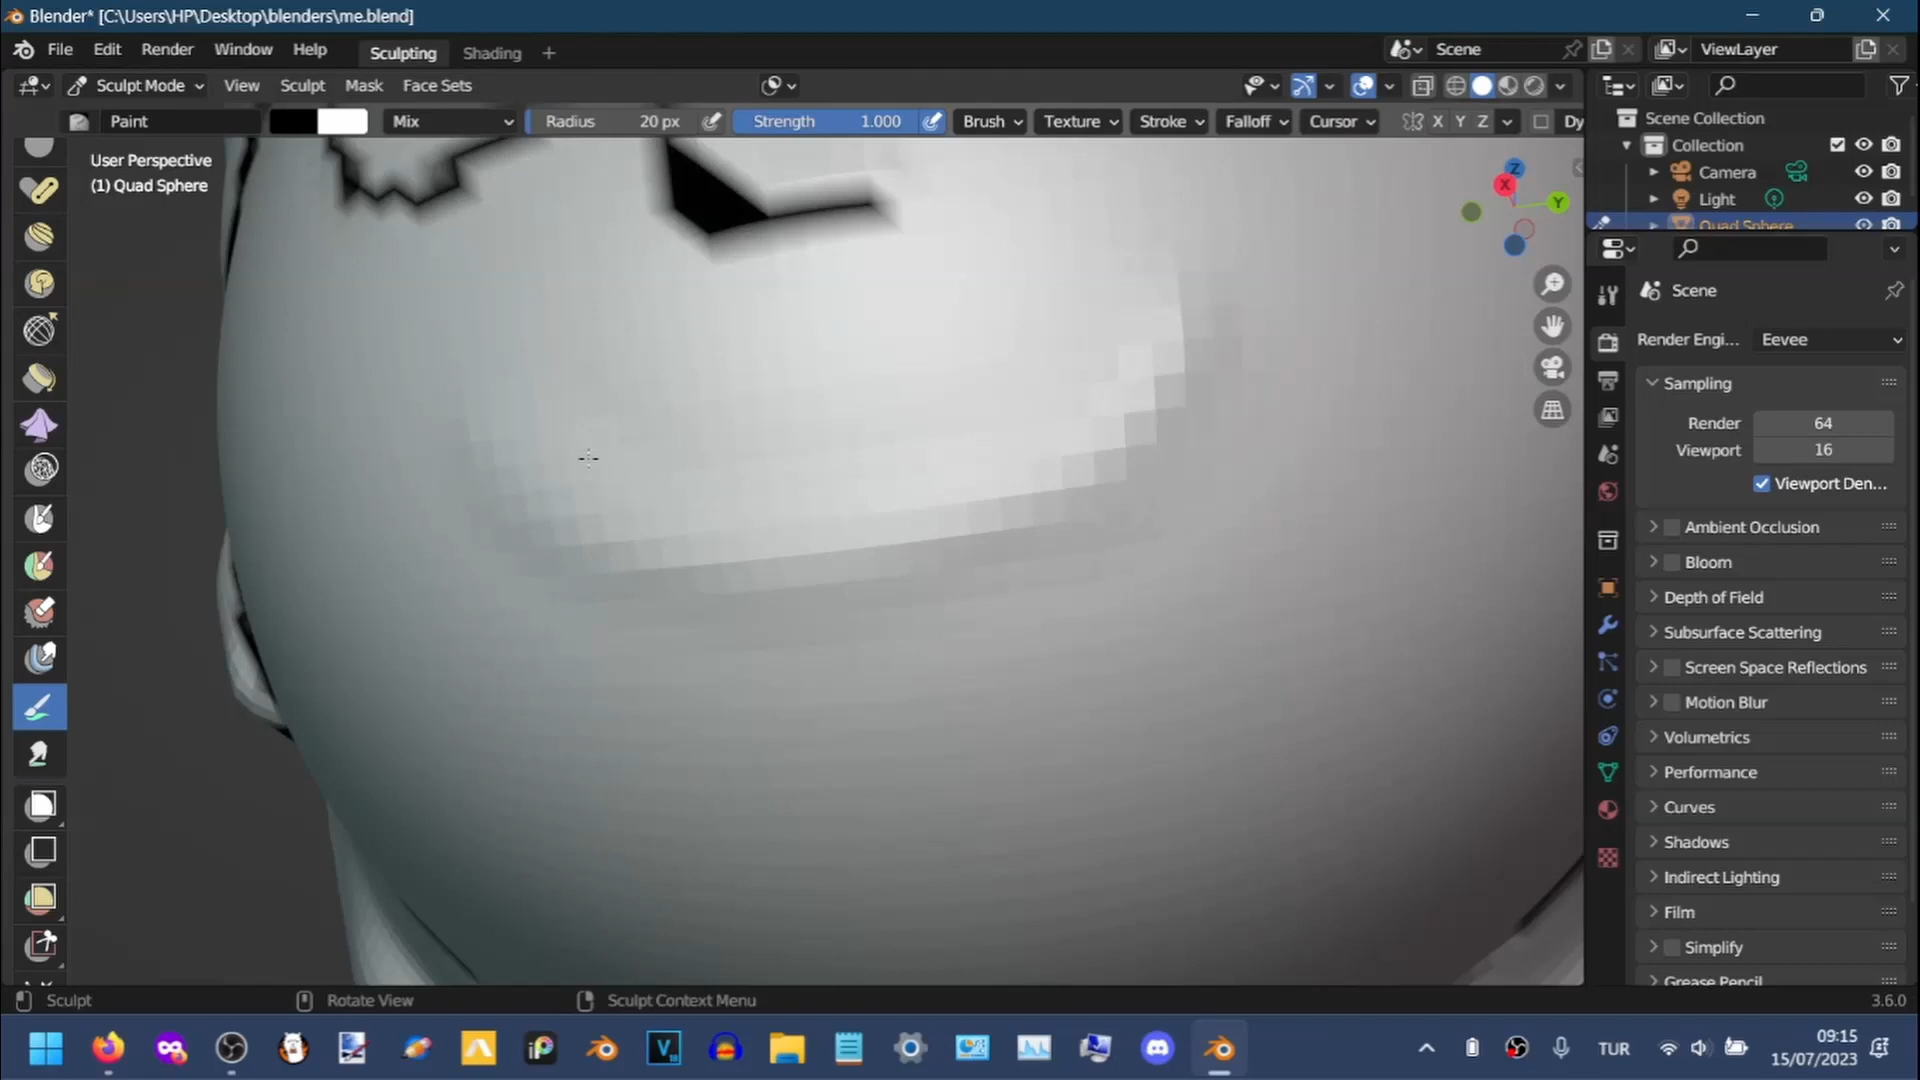 Blender* [C:\Users\HP\Desktop\blenders\me.blend]
File Edit Render Window Help Sculpting Shading + Scene ViewLayer
Sculpt Mode View Sculpt Mask Face Sets
Paint Mix Radius 20 px Strength 1.000 Brush Texture Stroke Falloff Cursor X Y Z Dy
User Perspective
(1) Quad Sphere
Z
X
Y
Scene Collection
Collection
Camera
Light
Quad Sphere
Scene
Render Engi... Eevee
Sampling
Render 64
Viewport 16
Viewport Den...
Ambient Occlusion
Bloom
Depth of Field
Subsurface Scattering
Screen Space Reflections
Motion Blur
Volumetrics
Performance
Curves
Shadows
Indirect Lighting
Film
Simplify
Grease Pencil
Sculpt Rotate View Sculpt Context Menu 3.6.0
TUR
09:15
15/07/2023